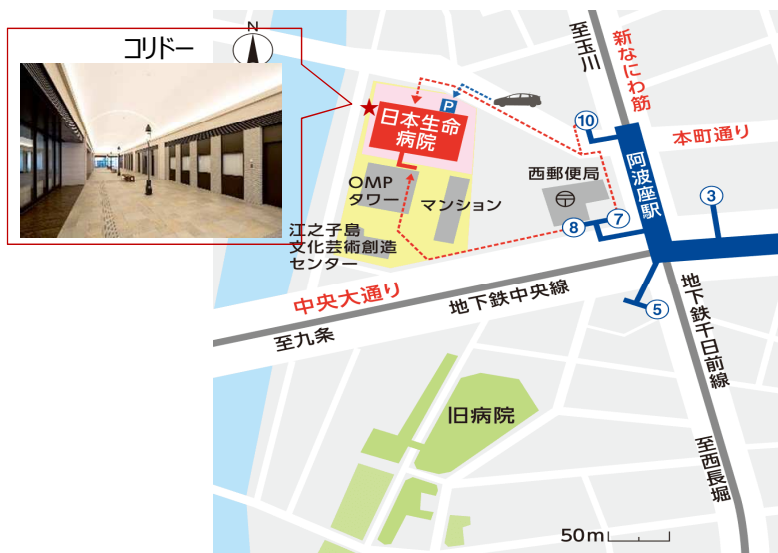 コリドー
N
至玉川
新なにわ筋
P
日本生命
病院
10
本町通り
阿波座駅
西郵便局
〒
3
OMP
タワー
マンション
7
8
江之子島
文化芸術創造
センター
中央大通り
地下鉄中央線
至九条
5
地下鉄千日前線
旧病院
至西長堀
50m